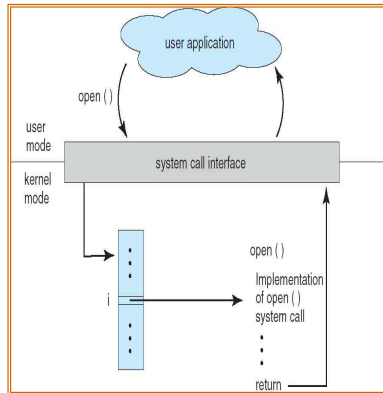 user application
open ( )
user
mode
system call interface
kernel
mode
open ( )
i
Implementation
of open ( )
system call
return